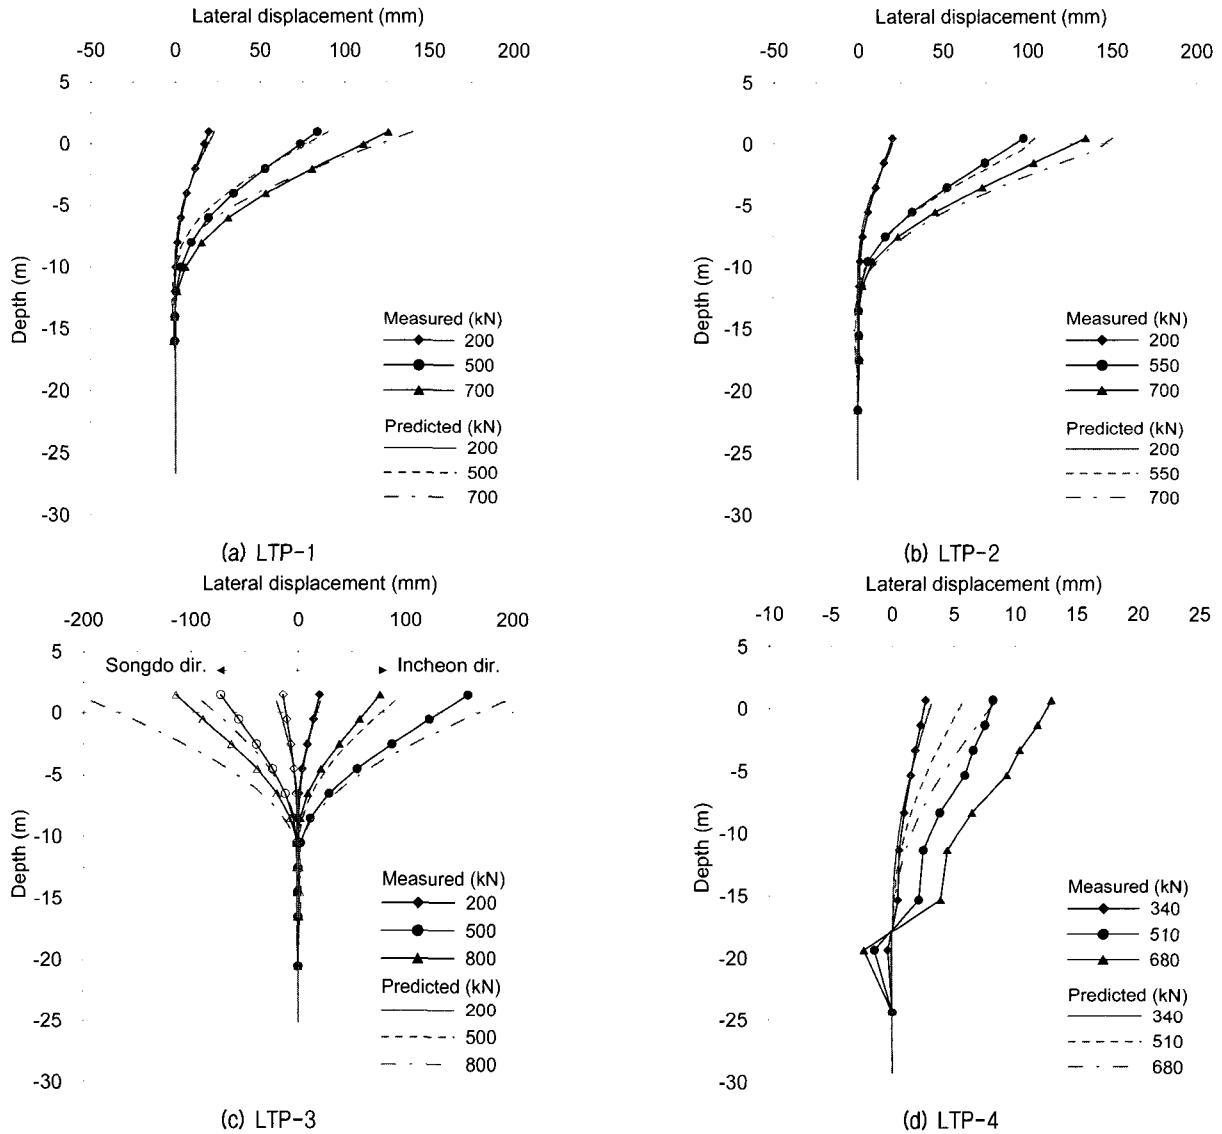 Lateral displacement (mm)
-50 0 50 100 150 200
5
0
-5
-10
-15
-20
-25
-30
Depth (m)
Measured (kN)
200
500
700
Predicted (kN)
200
500
700
(a) LTP-1
Lateral displacement (mm)
-50 0 50 100 150 200
5
0
-5
-10
-15
-20
-25
-30
Depth (m)
Measured (kN)
200
550
700
Predicted (kN)
200
550
700
(b) LTP-2
Lateral displacement (mm)
-200 -100 0 100 200
5
0
-5
-10
-15
-20
-25
-30
Depth (m)
Songdo dir.
Incheon dir.
Measured (kN)
200
500
800
Predicted (kN)
200
500
800
(c) LTP-3
Lateral displacement (mm)
-10 -5 0 5 10 15 20 25
5
0
-5
-10
-15
-20
-25
-30
Depth (m)
Measured (kN)
340
510
680
Predicted (kN)
340
510
680
(d) LTP-4